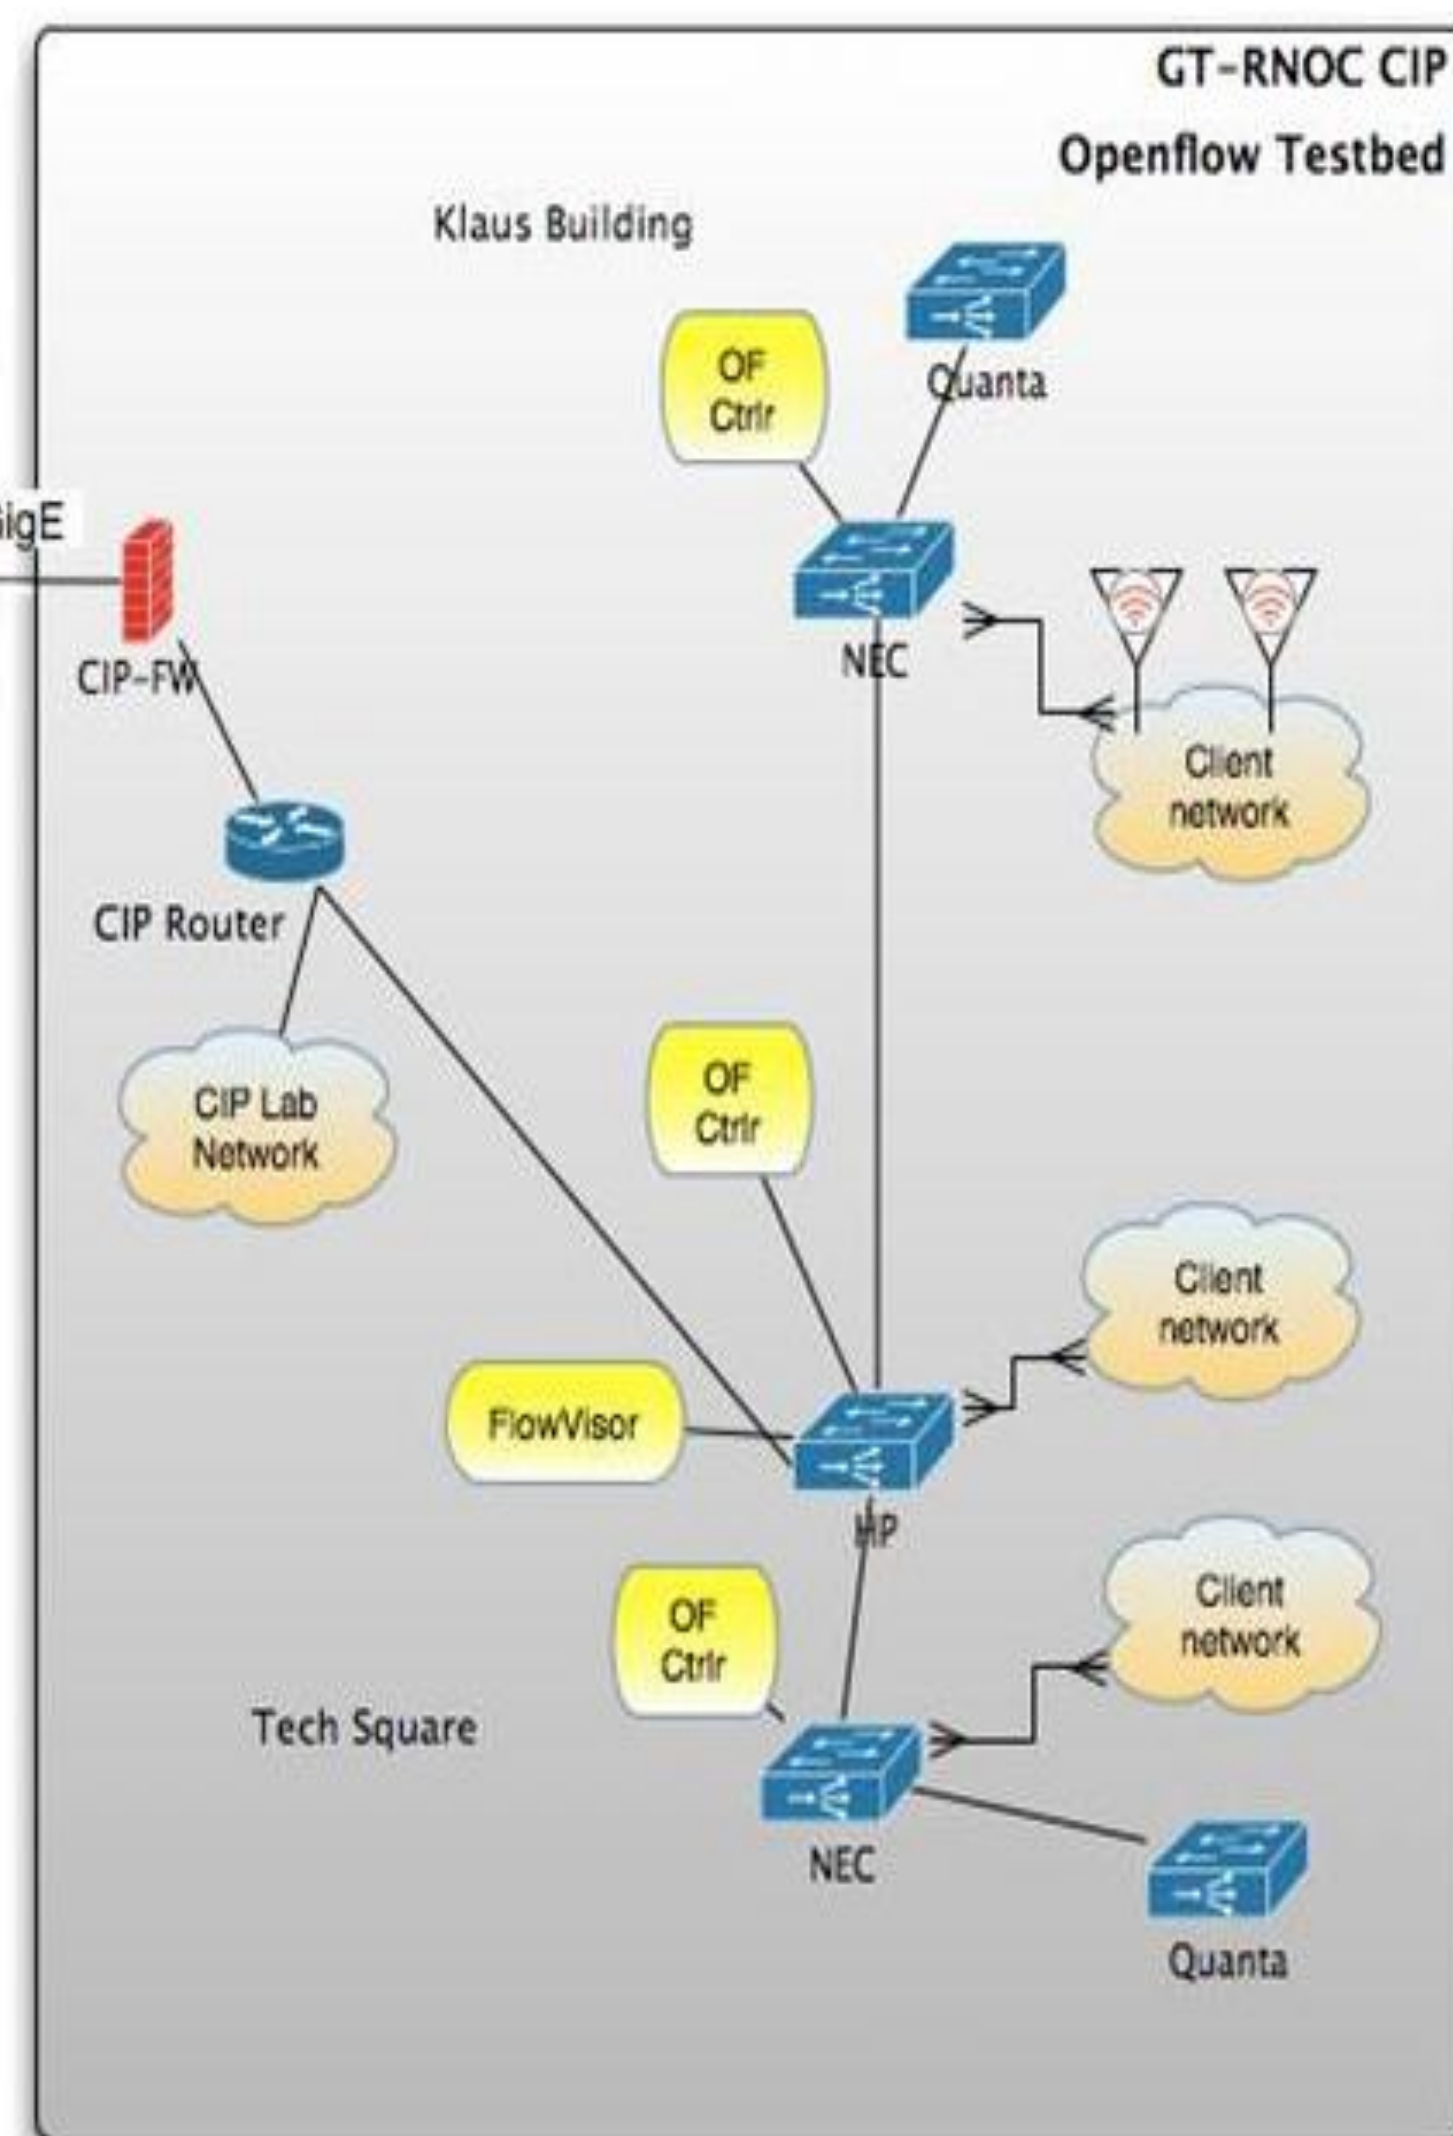 GT-RNOC CIP
Openflow Testbed
Klaus Building
Quanta
OF
Ctrlr
igE
CIP-FW
NEC
Client
network
CIP Router
CIP Lab
Network
OF
Ctrlr
Client
network
FlowVisor
HP
OF
Ctrlr
Client
network
Tech Square
NEC
Quanta